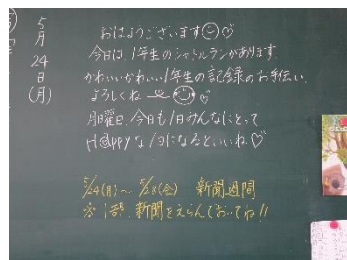 5月24日(月)
おはようございます
今日は、1年生のシャトルランがあります。
かわいいかわいい1年生の記録のお手伝い、
よろしくね
月曜日、今日も1日みんなにとって
H@ppyな1日になるといいね♡
5/24(月)～5/28(金) 新聞週間
※1部、新聞をえらんでおいてね!!